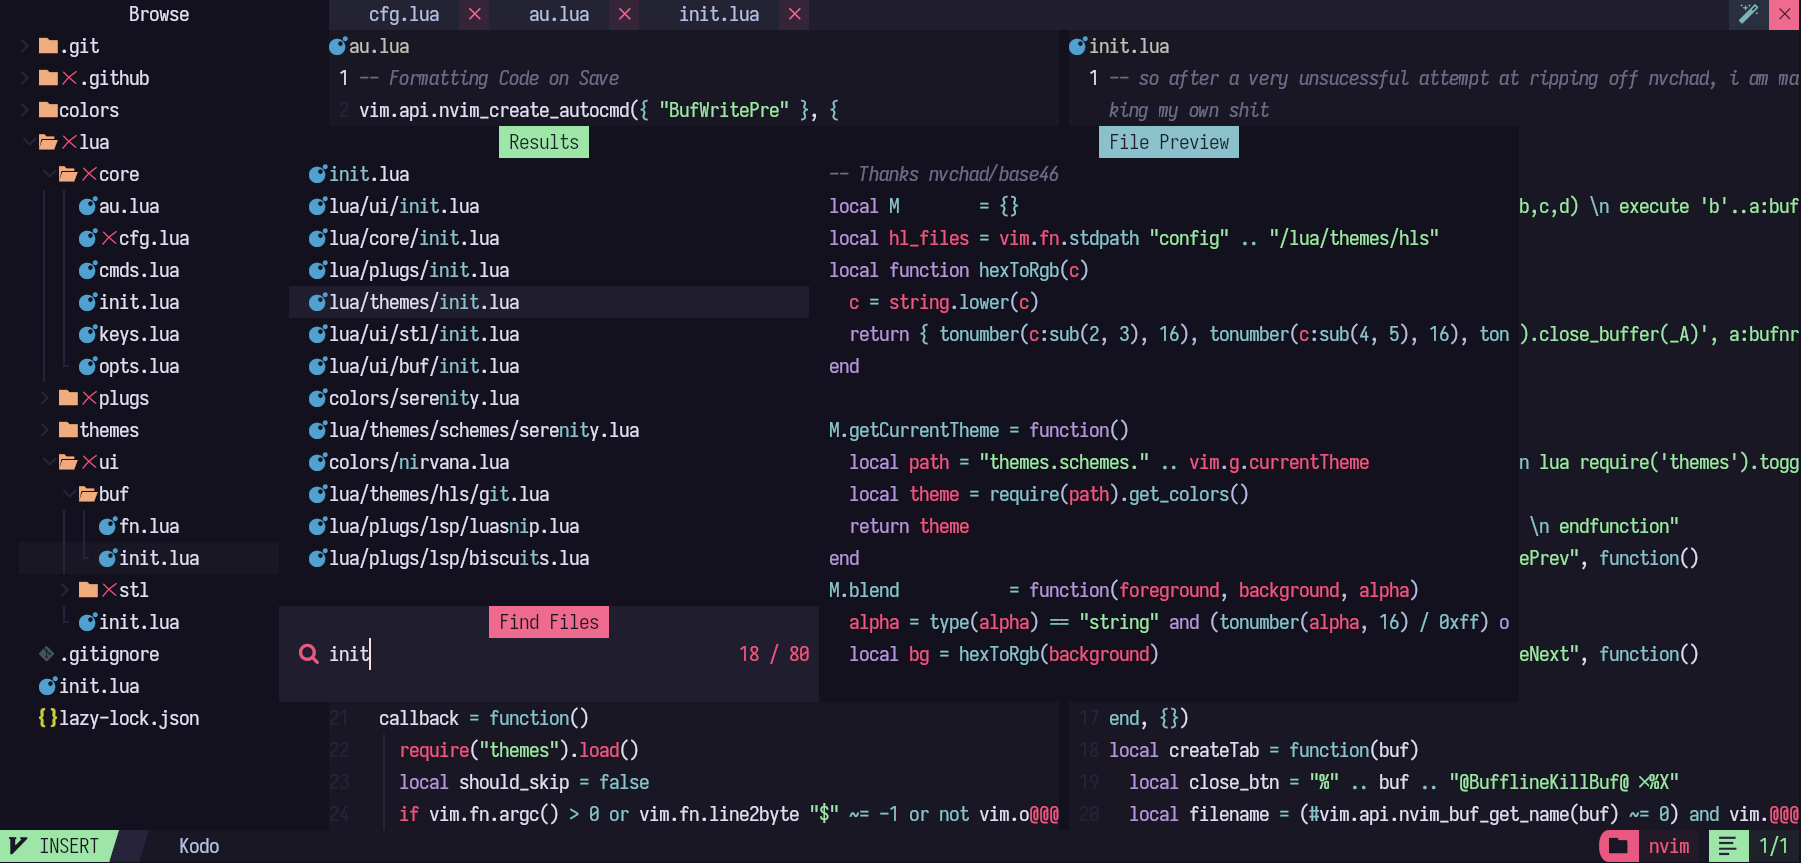 Browse
cfg.lua
au.lua
init.lua
.git
.github
colors
lua
core
au.lua
cfg.lua
cmds.lua
init.lua
keys.lua
opts.lua
plugs
themes
ui
buf
fn.lua
init.lua
stl
init.lua
.gitignore
init.lua
{}lazy-lock.json
au.lua
1 -- Formatting Code on Save
2 vim.api.nvim_create_autocmd({ "BufWritePre" }, {
init.lua
1 -- so after a very unsucessful attempt at ripping off nvchad, i am ma
king my own shit
Results
init.lua
lua/ui/init.lua
lua/core/init.lua
lua/plugs/init.lua
lua/themes/init.lua
lua/ui/stl/init.lua
lua/ui/buf/init.lua
colors/serenity.lua
lua/themes/schemes/serenity.lua
colors/nirvana.lua
lua/themes/hls/git.lua
lua/plugs/lsp/luasnip.lua
lua/plugs/lsp/biscuits.lua
Find Files
init 18 / 80
File Preview
-- Thanks nvchad/base46
local M        = {}
local hl_files = vim.fn.stdpath "config" .. "/lua/themes/hls"
local function hexToRgb(c)
  c = string.lower(c)
  return { tonumber(c:sub(2, 3), 16), tonumber(c:sub(4, 5), 16), ton
end
M.getCurrentTheme = function()
  local path = "themes.schemes." .. vim.g.currentTheme
  local theme = require(path).get_colors()
  return theme
end
M.blend           = function(foreground, background, alpha)
  alpha = type(alpha) == "string" and (tonumber(alpha, 16) / 0xff) o
  local bg = hexToRgb(background)
b,c,d) \n execute 'b'..a:buf
).close_buffer(_A)', a:bufnr
n lua require('themes').togg
\n endfunction"
ePrev", function()
eNext", function()
21   callback = function()
22     require("themes").load()
23     local should_skip = false
24     if vim.fn.argc() > 0 or vim.fn.line2byte "$" ~= -1 or not vim.o@@@
17 end, {})
18 local createTab = function(buf)
19   local close_btn = "%" .. buf .. "@BufflineKillBuf@ ×%X"
20   local filename = (#vim.api.nvim_buf_get_name(buf) ~= 0) and vim.@@@
INSERT
Kodo
nvim
1/1